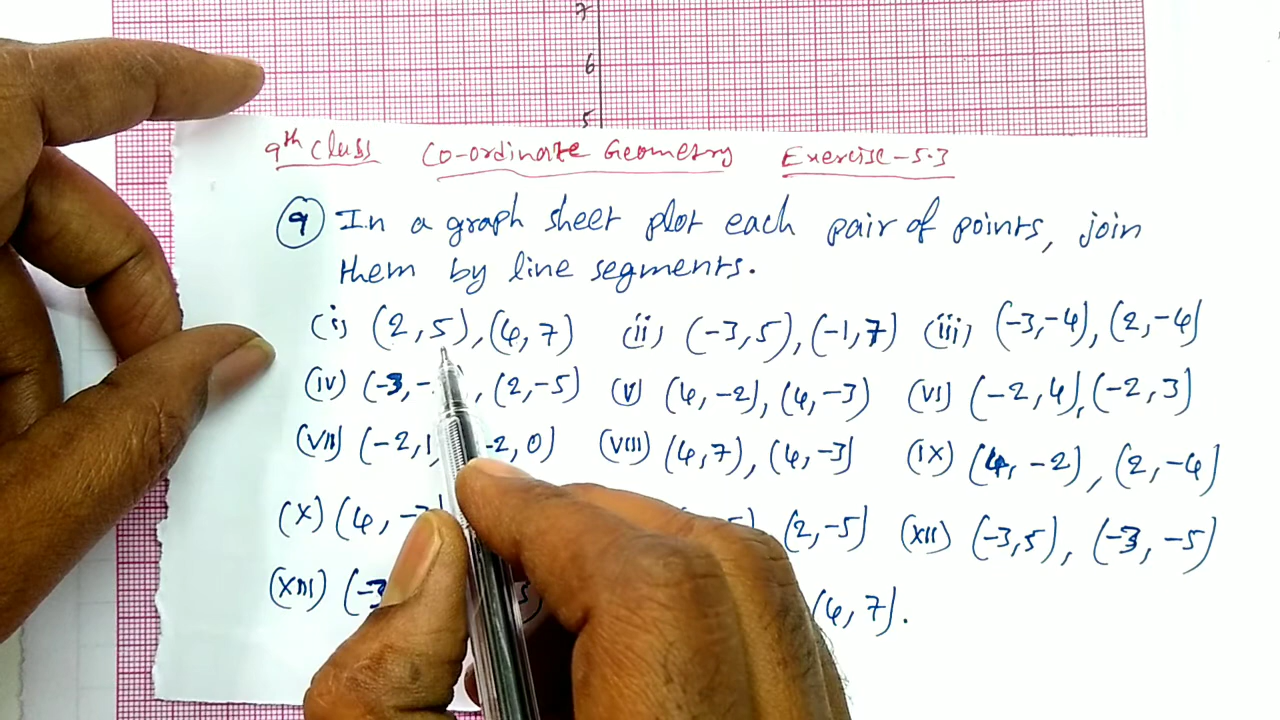 7
6
5
9th class Co-ordinate Geometry Exercise-5.3
9 In a graph sheet plot each pair of points, join
them by line segments.
(i) (2,5), (4,7) (ii) (-3,5), (-1,7) (iii) (-3,-4), (2,-4)
(iv) (-3,- , (2,-5) (v) (4,-2), (4,-3) (vi) (-2,4), (-2,3)
(vii) (-2,1 -2,0) (viii) (4,7), (4,-3) (ix) (4,-2), (2,-4)
(x) (4,- (2,-5) (xii) (-3,5), (-3,-5)
(xiii) (-3 (4,7).